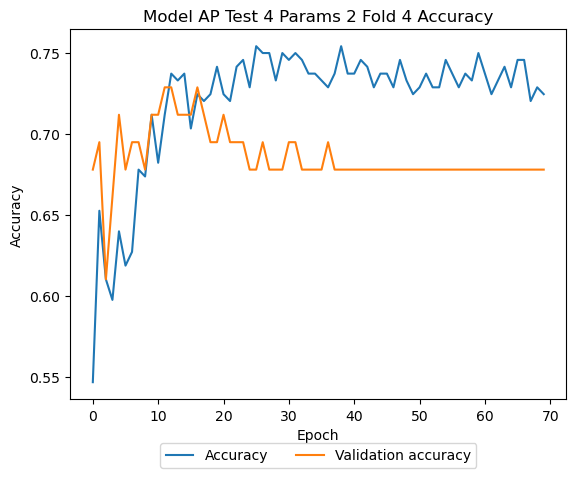 Model AP Test 4 Params 2 Fold 4 Accuracy
0.75
0.70
0.65
0.60
0.55
Accuracy
0 10 20 30 40 50 60 70
Epoch
Accuracy Validation accuracy